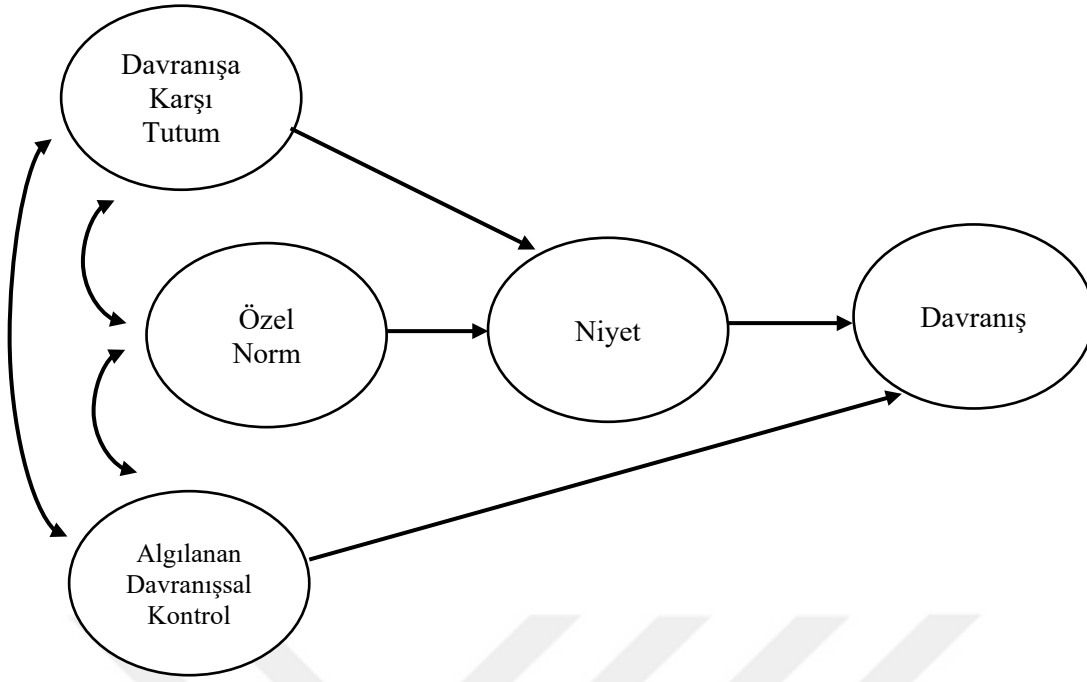 Davranışa
Karşı
Tutum
Özel
Norm
Niyet
Davranış
Algılanan
Davranışsal
Kontrol